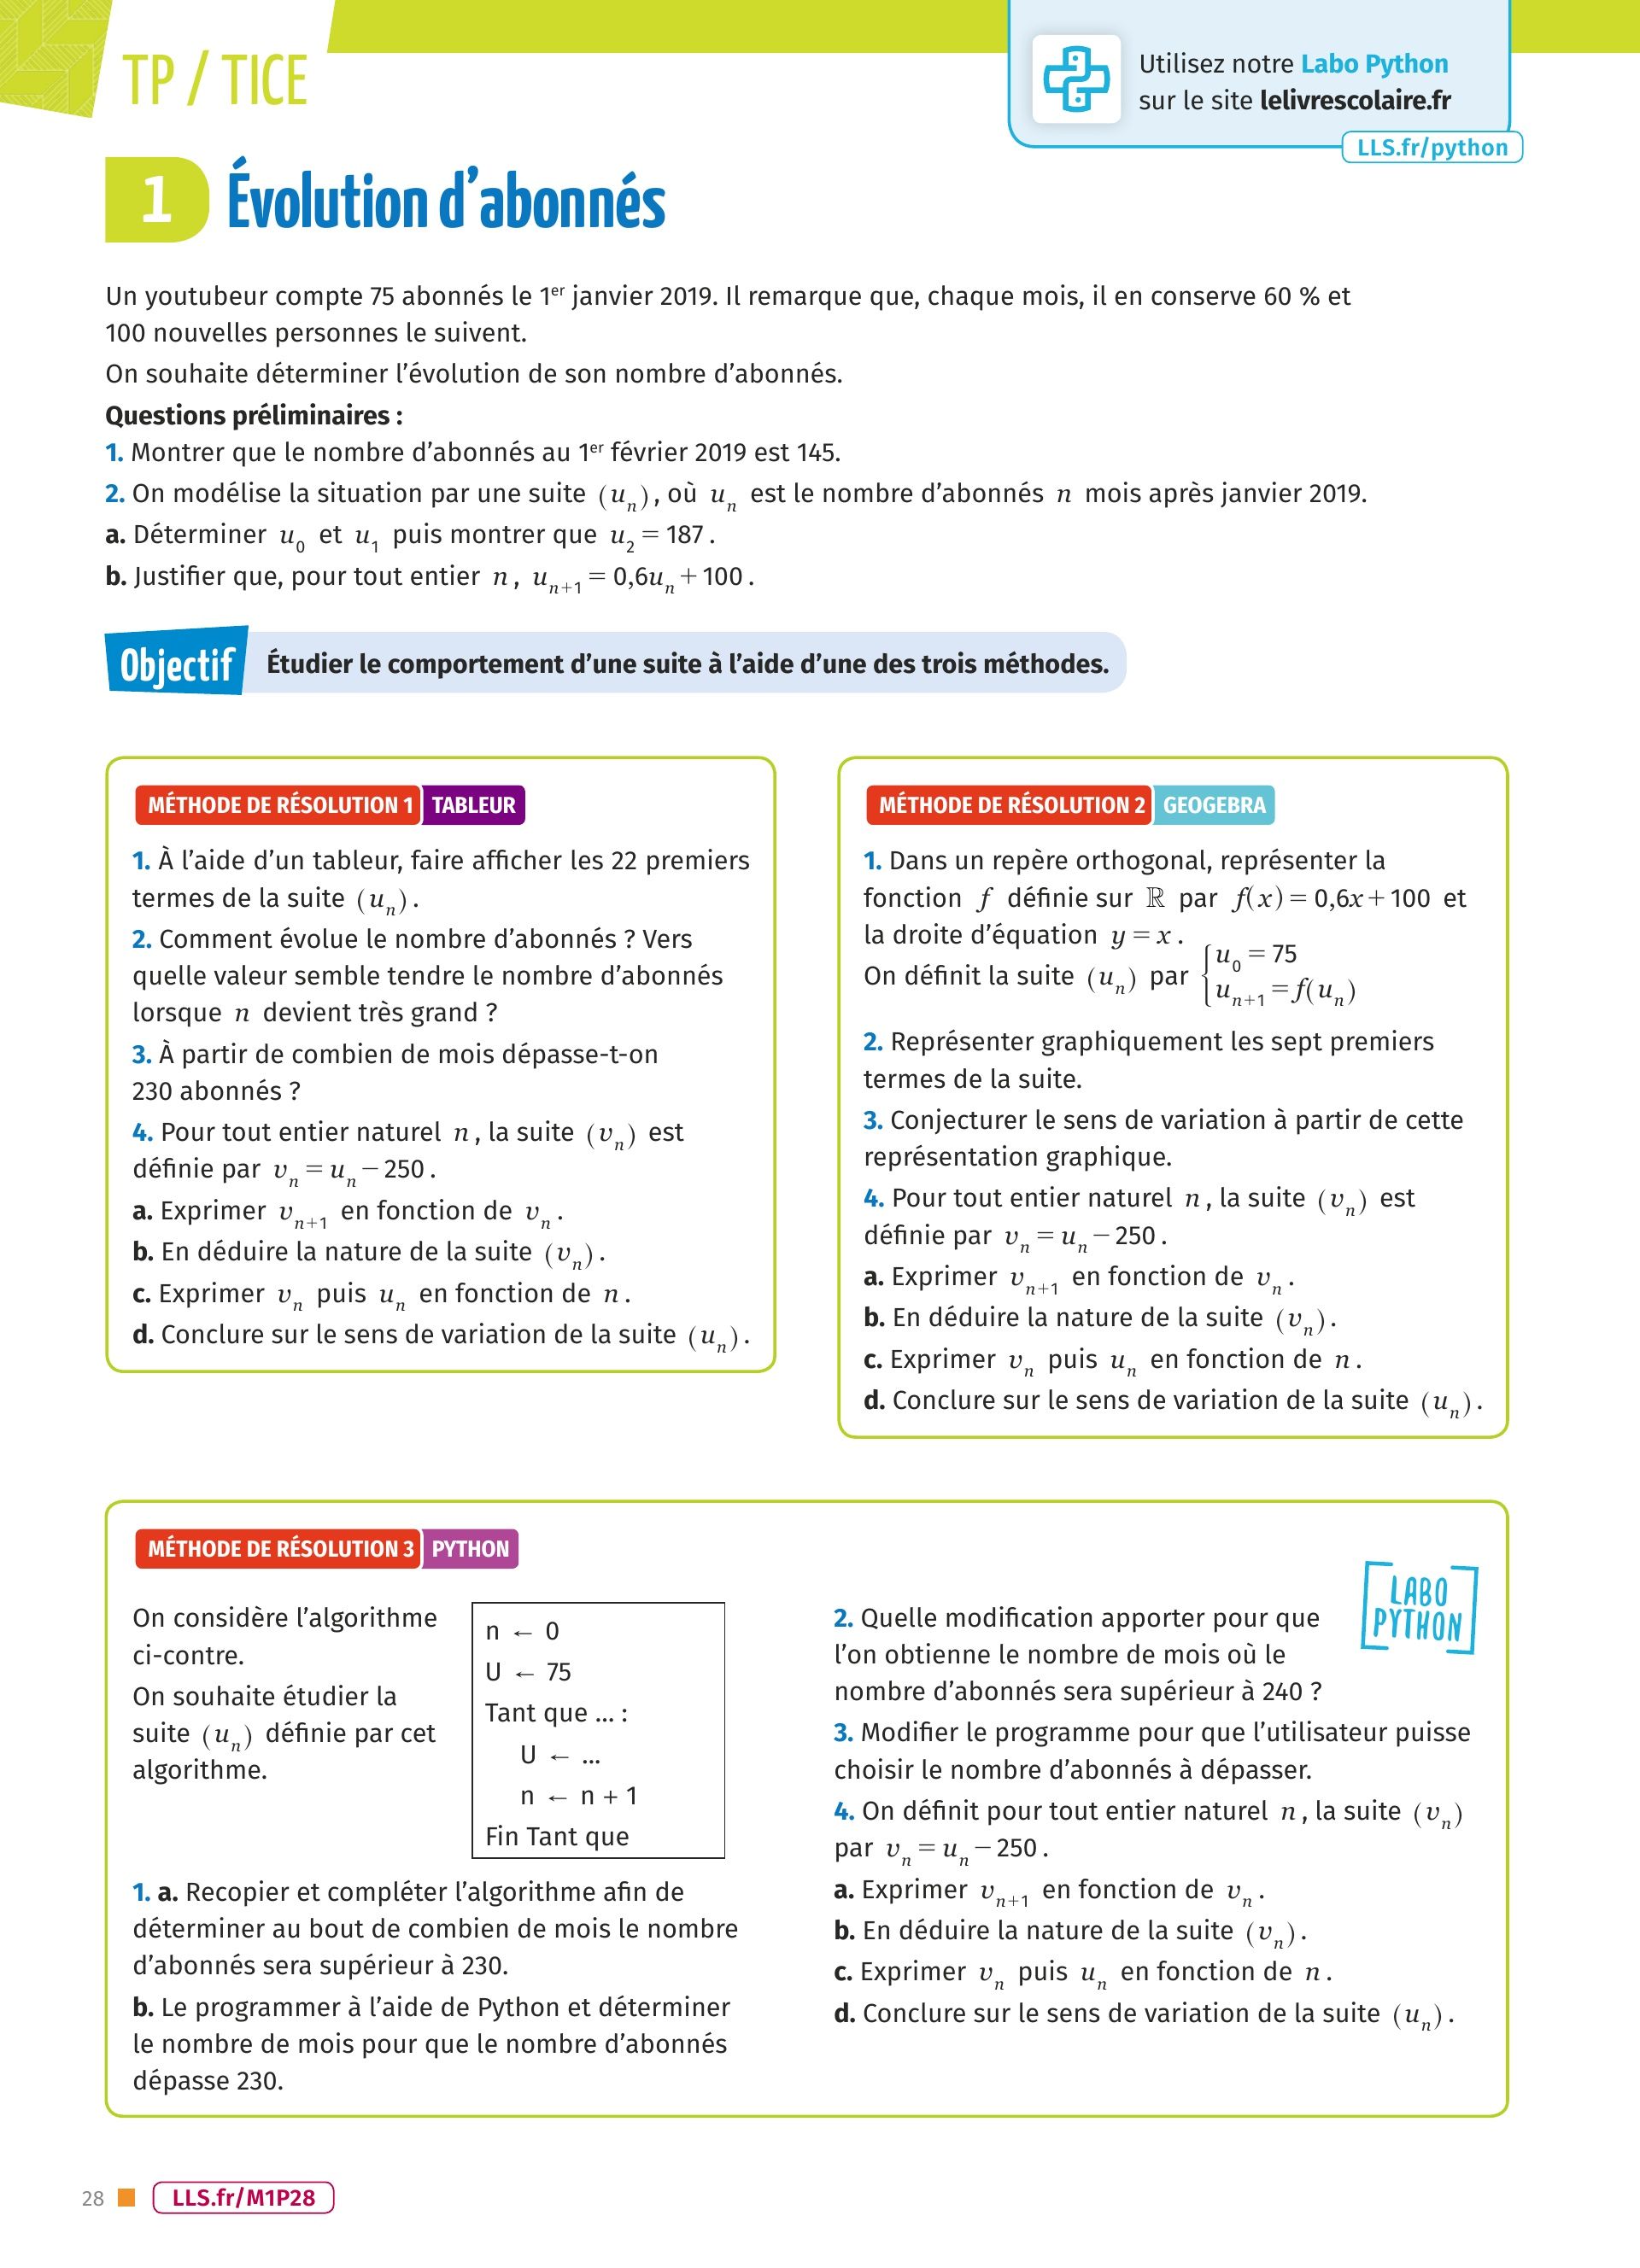 TP / TICE
Utilisez notre Labo Python
sur le site lelivrescolaire.fr
LLS.fr/python
1 Évolution d’abonnés
Un youtubeur compte 75 abonnés le 1er janvier 2019. Il remarque que, chaque mois, il en conserve 60 % et
100 nouvelles personnes le suivent.
On souhaite déterminer l’évolution de son nombre d’abonnés.
Questions préliminaires :
1. Montrer que le nombre d’abonnés au 1er février 2019 est 145.
2. On modélise la situation par une suite (u_n), où u_n est le nombre d’abonnés n mois après janvier 2019.
a. Déterminer u_0 et u_1 puis montrer que u_2 = 187.
b. Justifier que, pour tout entier n, u_{n+1} = 0,6u_n + 100.
Objectif Étudier le comportement d’une suite à l’aide d’une des trois méthodes.
MÉTHODE DE RÉSOLUTION 1 TABLEUR
1. À l’aide d’un tableur, faire afficher les 22 premiers
termes de la suite (u_n).
2. Comment évolue le nombre d’abonnés ? Vers
quelle valeur semble tendre le nombre d’abonnés
lorsque n devient très grand ?
3. À partir de combien de mois dépasse-t-on
230 abonnés ?
4. Pour tout entier naturel n, la suite (v_n) est
définie par v_n = u_n − 250.
a. Exprimer v_{n+1} en fonction de v_n.
b. En déduire la nature de la suite (v_n).
c. Exprimer v_n puis u_n en fonction de n.
d. Conclure sur le sens de variation de la suite (u_n).
MÉTHODE DE RÉSOLUTION 2 GEOGEBRA
1. Dans un repère orthogonal, représenter la
fonction f définie sur ℝ par f(x) = 0,6x + 100 et
la droite d’équation y = x.
On définit la suite (u_n) par { u_0 = 75
u_{n+1} = f(u_n)
2. Représenter graphiquement les sept premiers
termes de la suite.
3. Conjecturer le sens de variation à partir de cette
représentation graphique.
4. Pour tout entier naturel n, la suite (v_n) est
définie par v_n = u_n − 250.
a. Exprimer v_{n+1} en fonction de v_n.
b. En déduire la nature de la suite (v_n).
c. Exprimer v_n puis u_n en fonction de n.
d. Conclure sur le sens de variation de la suite (u_n).
MÉTHODE DE RÉSOLUTION 3 PYTHON
On considère l’algorithme
ci-contre.
On souhaite étudier la
suite (u_n) définie par cet
algorithme.
n ← 0
U ← 75
Tant que ... :
U ← ...
n ← n + 1
Fin Tant que
1. a. Recopier et compléter l’algorithme afin de
déterminer au bout de combien de mois le nombre
d’abonnés sera supérieur à 230.
b. Le programmer à l’aide de Python et déterminer
le nombre de mois pour que le nombre d’abonnés
dépasse 230.
LABO
PYTHON
2. Quelle modification apporter pour que
l’on obtienne le nombre de mois où le
nombre d’abonnés sera supérieur à 240 ?
3. Modifier le programme pour que l’utilisateur puisse
choisir le nombre d’abonnés à dépasser.
4. On définit pour tout entier naturel n, la suite (v_n)
par v_n = u_n − 250.
a. Exprimer v_{n+1} en fonction de v_n.
b. En déduire la nature de la suite (v_n).
c. Exprimer v_n puis u_n en fonction de n.
d. Conclure sur le sens de variation de la suite (u_n).
28 LLS.fr/M1P28